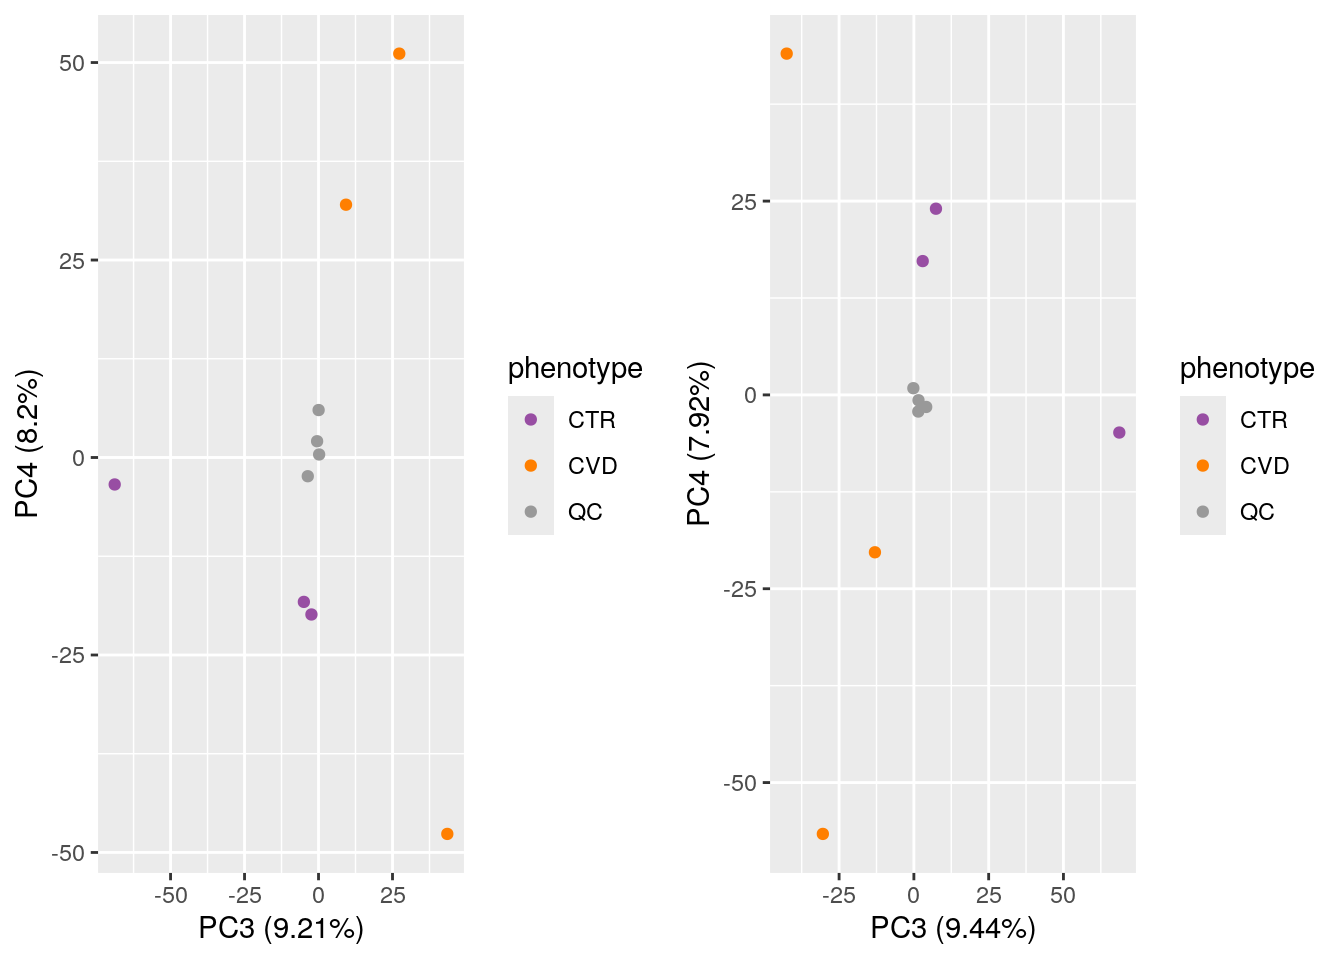 50
25
0
-25
-50
PC4 (8.2%)
-50 -25 0 25
PC3 (9.21%)
phenotype
CTR
CVD
QC
25
0
-25
-50
PC4 (7.92%)
-25 0 25 50
PC3 (9.44%)
phenotype
CTR
CVD
QC